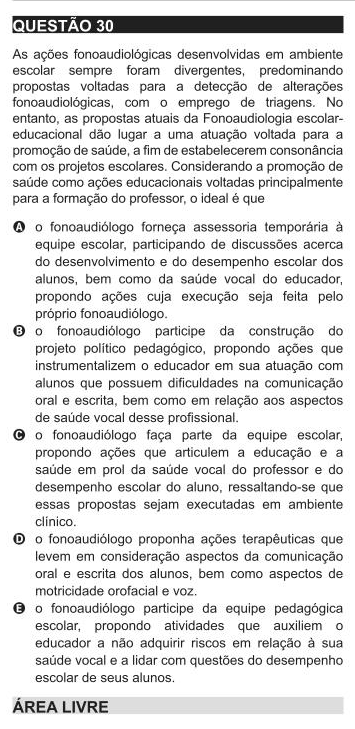 QUESTÃO 30
As ações fonoaudiológicas desenvolvidas em ambiente
escolar sempre foram divergentes, predominando
propostas voltadas para a detecção de alterações
fonoaudiológicas, com o emprego de triagens. No
entanto, as propostas atuais da Fonoaudiologia escolar-
educacional dão lugar a uma atuação voltada para a
promoção de saúde, a fim de estabelecerem consonância
com os projetos escolares. Considerando a promoção de
saúde como ações educacionais voltadas principalmente
para a formação do professor, o ideal é que
A o fonoaudiólogo forneça assessoria temporária à
equipe escolar, participando de discussões acerca
do desenvolvimento e do desempenho escolar dos
alunos, bem como da saúde vocal do educador,
propondo ações cuja execução seja feita pelo
próprio fonoaudiólogo.
B o fonoaudiólogo participe da construção do
projeto político pedagógico, propondo ações que
instrumentalizem o educador em sua atuação com
alunos que possuem dificuldades na comunicação
oral e escrita, bem como em relação aos aspectos
de saúde vocal desse profissional.
C o fonoaudiólogo faça parte da equipe escolar,
propondo ações que articulem a educação e a
saúde em prol da saúde vocal do professor e do
desempenho escolar do aluno, ressaltando-se que
essas propostas sejam executadas em ambiente
clínico.
D o fonoaudiólogo proponha ações terapêuticas que
levem em consideração aspectos da comunicação
oral e escrita dos alunos, bem como aspectos de
motricidade orofacial e voz.
E o fonoaudiólogo participe da equipe pedagógica
escolar, propondo atividades que auxiliem o
educador a não adquirir riscos em relação à sua
saúde vocal e a lidar com questões do desempenho
escolar de seus alunos.
ÁREA LIVRE